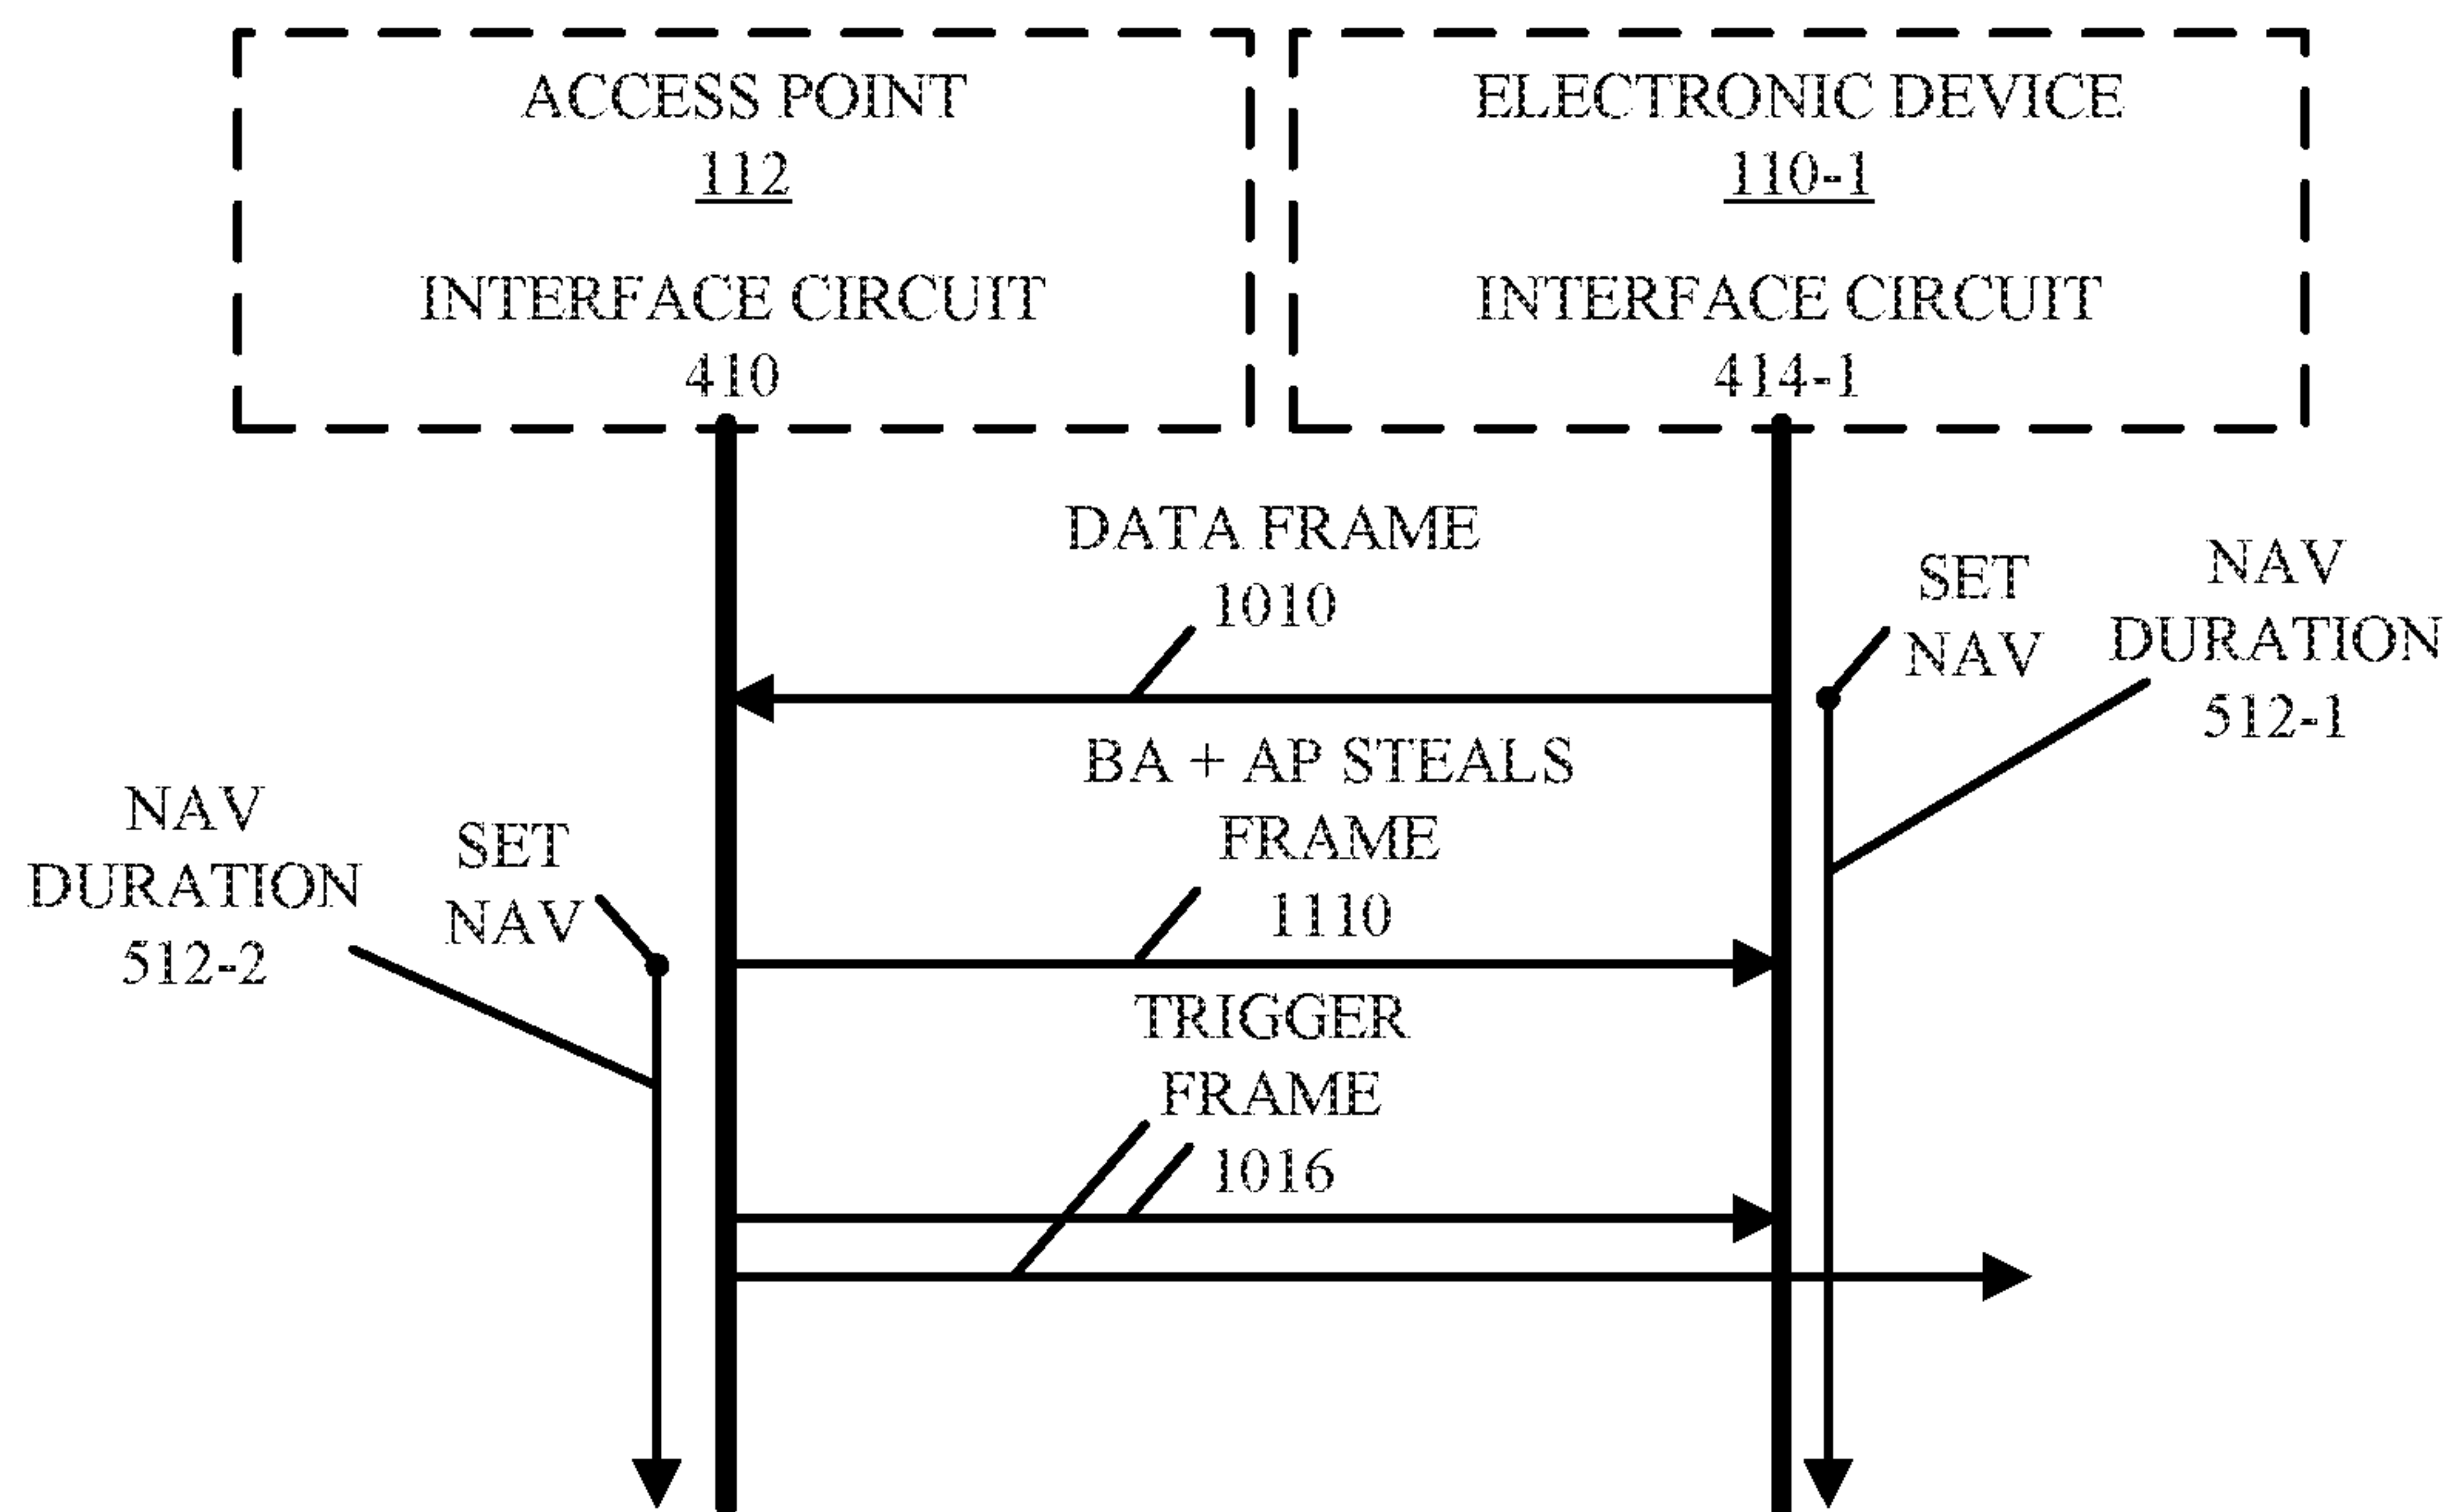 ACCESS POINT
112
INTERFACE CIRCUIT
410
ELECTRONIC DEVICE
110-1
INTERFACE CIRCUIT
414-1
DATA FRAME
1010
SET
NAV
NAV
DURATION
512-1
BA + AP STEALS
FRAME
1110
NAV
DURATION
512-2
SET
NAV
TRIGGER
FRAME
1016